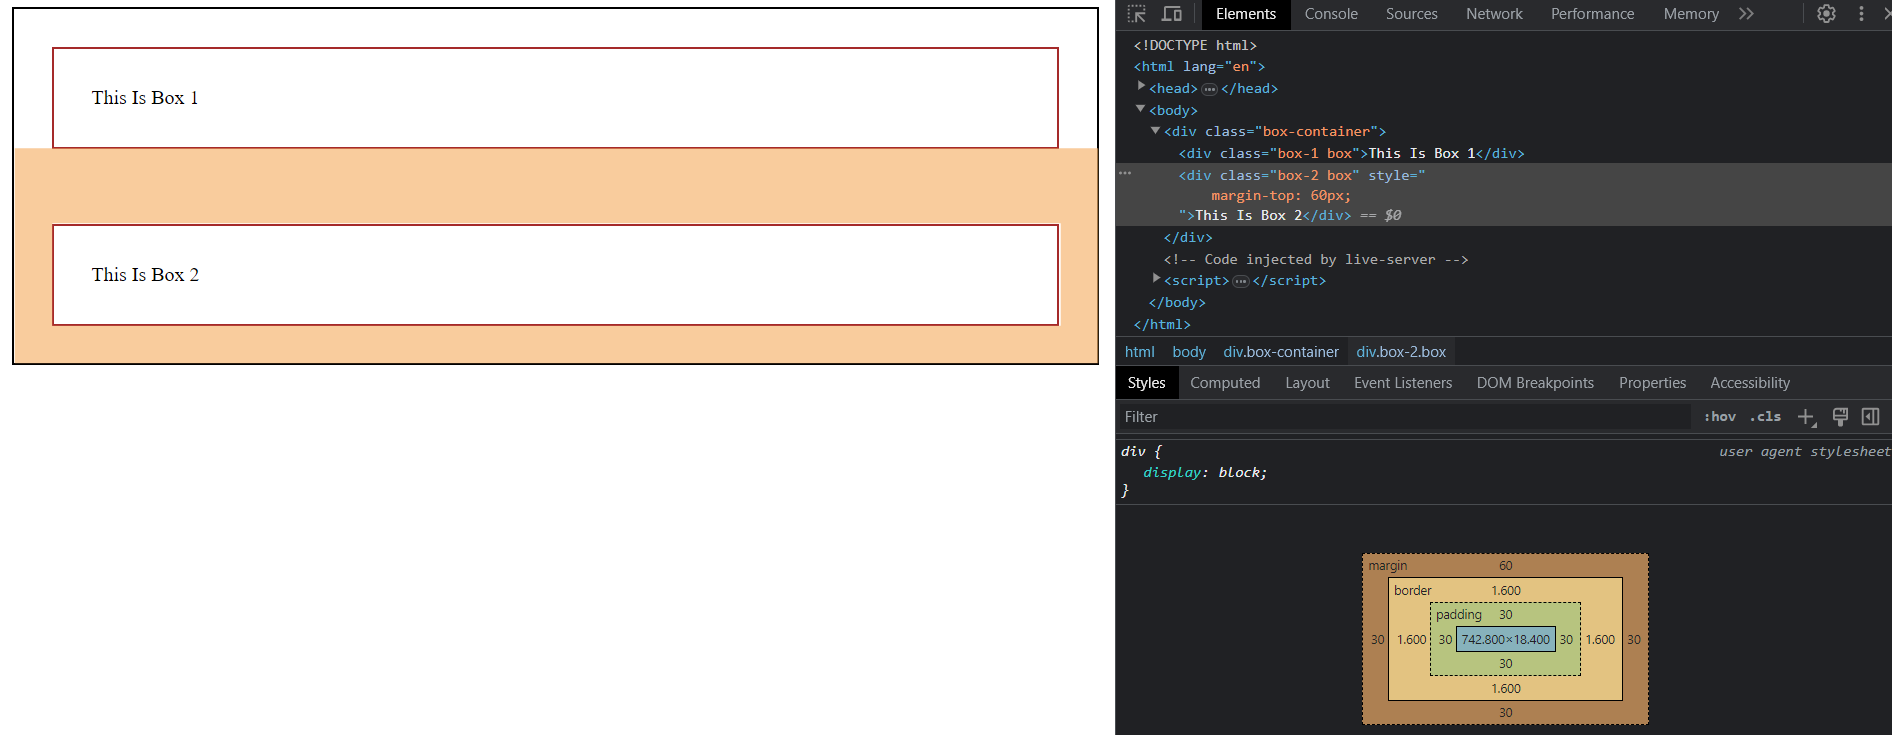 This Is Box 1
This Is Box 2
Elements Console Sources Network Performance Memory
<!DOCTYPE html>
<html lang="en">
<head>…</head>
<body>
<div class="box-container">
<div class="box-1 box">This Is Box 1</div>
<div class="box-2 box" style="
margin-top: 60px;
">This Is Box 2</div> == $0
</div>
<!-- Code injected by live-server -->
<script>…</script>
</body>
</html>
html body div.box-container div.box-2.box
Styles Computed Layout Event Listeners DOM Breakpoints Properties Accessibility
Filter :hov .cls
div { user agent stylesheet
display: block;
}
margin 60
border 1.600
padding 30
30 1.600 30 742.800×18.400 30 1.600 30
30
1.600
30